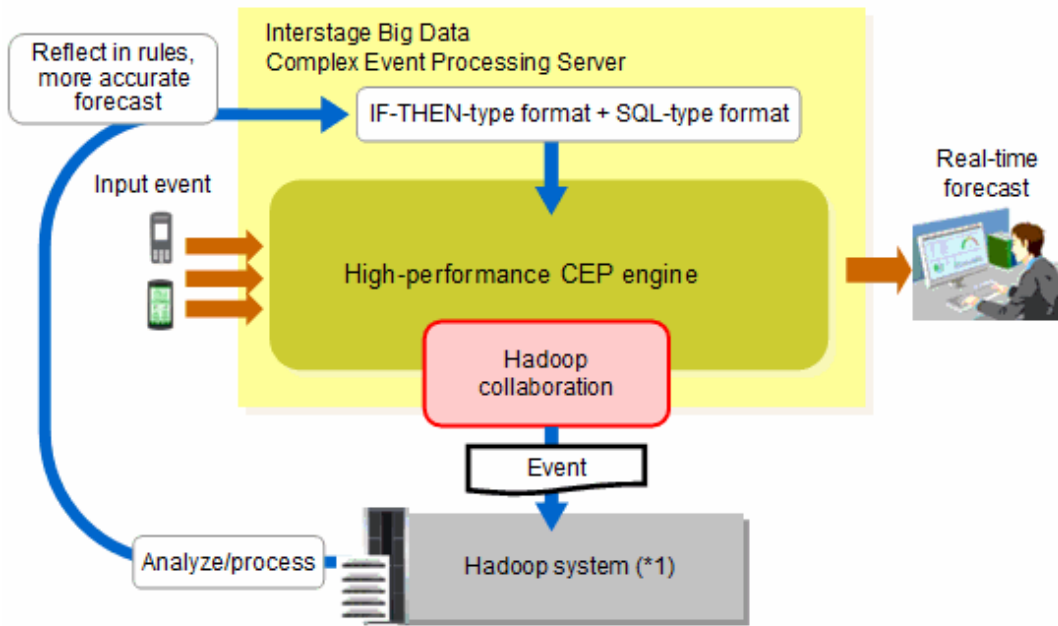 Interstage Big Data
Complex Event Processing Server
Reflect in rules,
more accurate
forecast
IF-THEN-type format + SQL-type format
Input event
Real-time
forecast
High-performance CEP engine
Hadoop
collaboration
Event
Analyze/process
Hadoop system (*1)